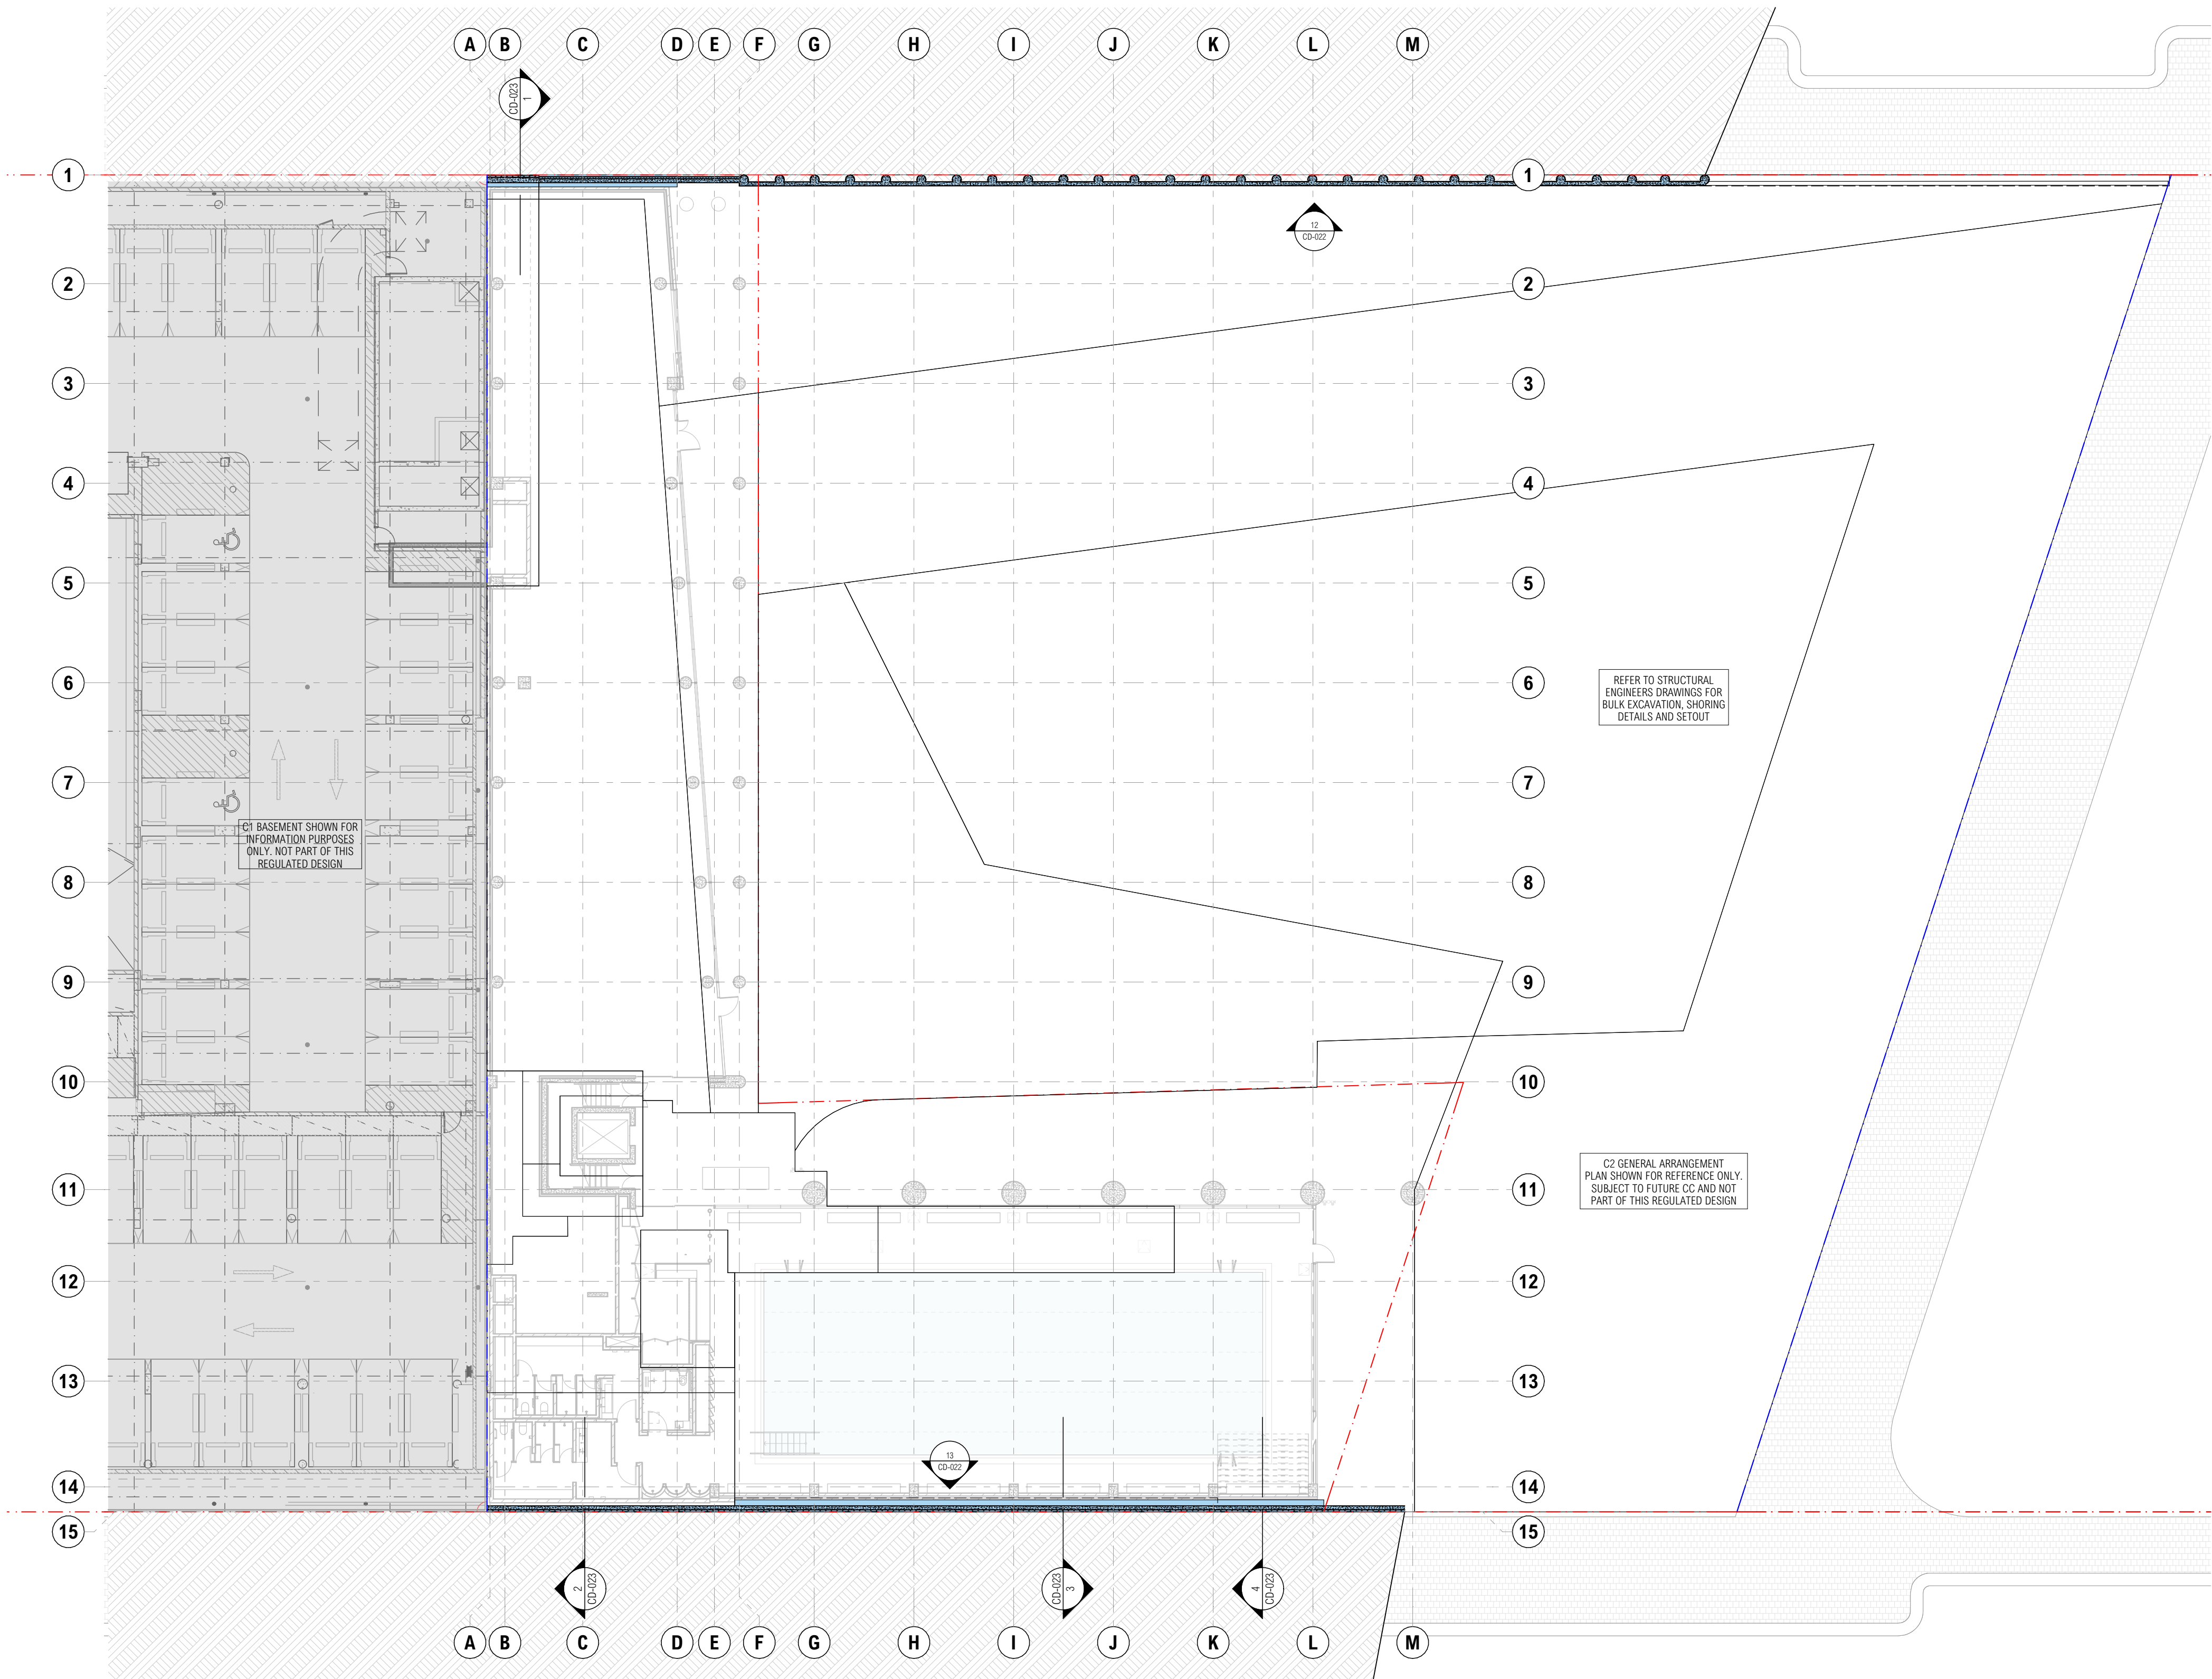 A B C D E F G H I J K L M
CD-023
1
1
1
12
CD-022
2
2
3
3
4
4
5
5
6
6
REFER TO STRUCTURAL
ENGINEERS DRAWINGS FOR
BULK EXCAVATION, SHORING
DETAILS AND SETOUT
7
7
C1 BASEMENT SHOWN FOR
INFORMATION PURPOSES
ONLY. NOT PART OF THIS
REGULATED DESIGN
8
8
9
9
10
10
C2 GENERAL ARRANGEMENT
PLAN SHOWN FOR REFERENCE ONLY.
SUBJECT TO FUTURE CC AND NOT
PART OF THIS REGULATED DESIGN
11
11
12
12
13
13
13
CD-022
14
14
15
15
2
CD-023
CD-023
3
4
CD-023
A B C D E F G H I J K L M